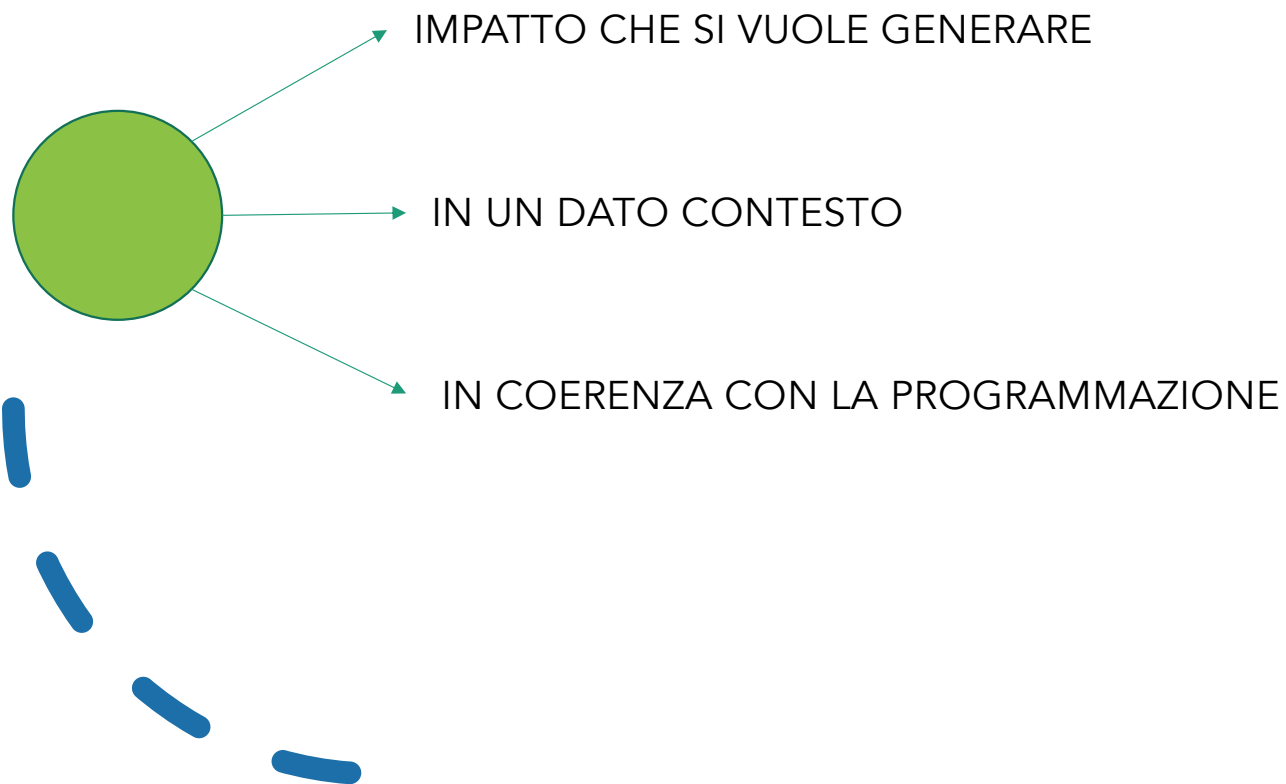 IMPATTO CHE SI VUOLE GENERARE
IN UN DATO CONTESTO
IN COERENZA CON LA PROGRAMMAZIONE